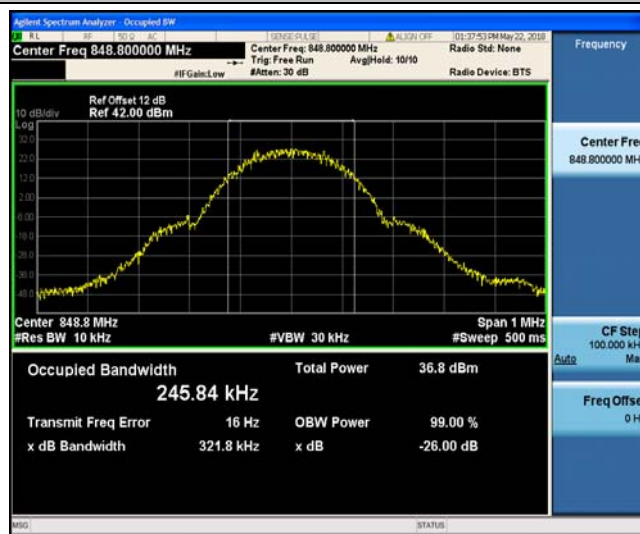 Agilent Spectrum Analyzer - Occupied BW
RL RF 50 Ω AC SENSE:PULSE ALIGN OFF 01:37:53 PM May 22, 2018
Center Freq 848.800000 MHz
Center Freq: 848.800000 MHz
Radio Std: None
Trig: Free Run Avg|Hold: 10/10
#IFGain:Low #Atten: 30 dB Radio Device: BTS
Ref Offset 12 dB
10 dB/div Ref 42.00 dBm
Log
32.0
22.0
12.0
2.00
-8.00
-18.0
-28.0
-38.0
-48.0
Center 848.8 MHz Span 1 MHz
#Res BW 10 kHz #VBW 30 kHz #Sweep 500 ms
Occupied Bandwidth Total Power 36.8 dBm
245.84 kHz
Transmit Freq Error 16 Hz OBW Power 99.00 %
x dB Bandwidth 321.8 kHz x dB -26.00 dB
MSG STATUS
Frequency
Center Fre
848.800000 MH
CF Step
100.000 kH
Auto Ma
Freq Offse
0 H